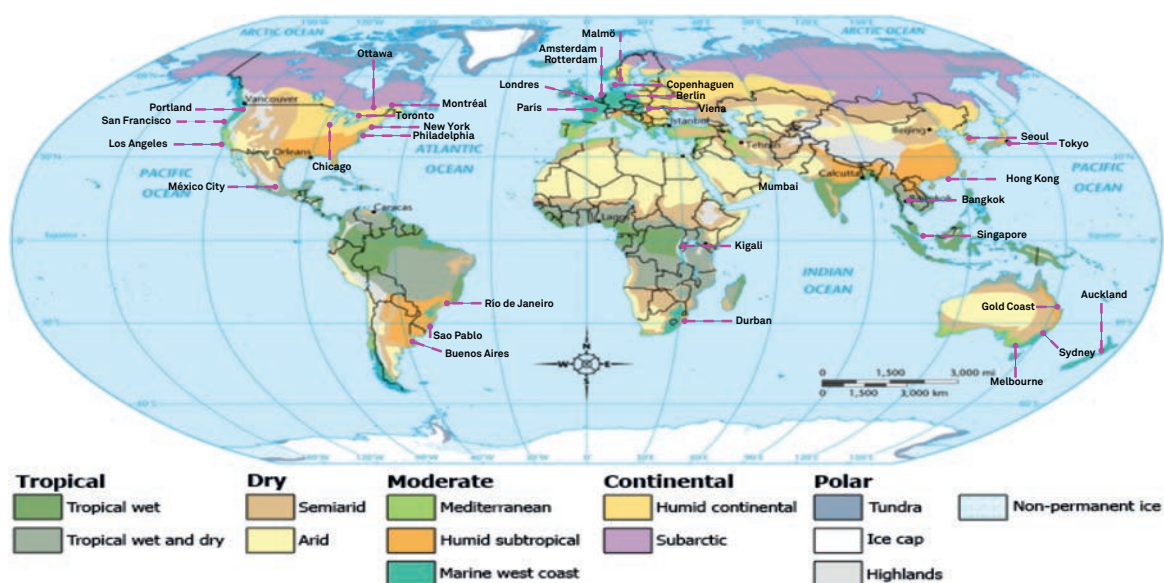 ARCTIC OCEAN
ARCTIC OCEAN
Malmö
Ottawa
Amsterdam
Rotterdam
Londres
Copenhaguen
Berlin
Paris
Viena
Istanbul
Vancouver
Portland
Montréal
Toronto
San Francisco
New York
Philadelphia
Los Angeles
New Orleans
ATLANTIC
OCEAN
Chicago
PACIFIC
OCEAN
México City
Caracas
Tehran
Beijing
Seoul
Tokyo
Calcutta
PACIFIC
OCEAN
Hong Kong
Mumbai
Bangkok
Lagos
Equator
Singapore
Equator
Kigali
INDIAN
OCEAN
Río de Janeiro
Sao Pablo
Buenos Aires
Durban
Gold Coast
Auckland
Sydney
Melbourne
N
W
E
S
0 1,500 3,000 mi
0 1,500 3,000 km
Tropical
Tropical wet
Tropical wet and dry
Dry
Semiarid
Arid
Moderate
Mediterranean
Humid subtropical
Marine west coast
Continental
Humid continental
Subarctic
Polar
Tundra
Ice cap
Highlands
Non-permanent ice